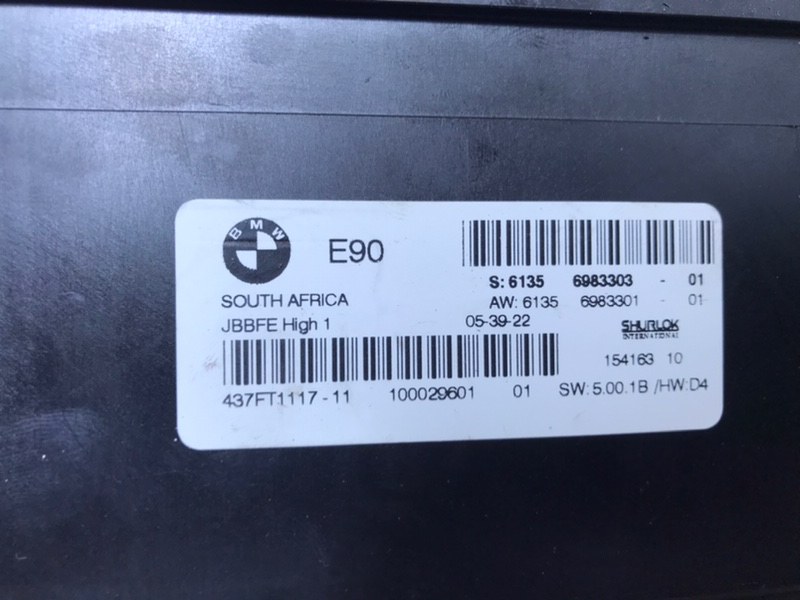 BMW
E90
S: 6135 6983303 - 01
SOUTH AFRICA AW: 6135 6983301 - 01
JBBFE High 1 05-39-22 SHURLOK
INTERNATIONAL
154163 10
437FT1117-11 100029601 01 SW: 5.00.1B /HW:D4